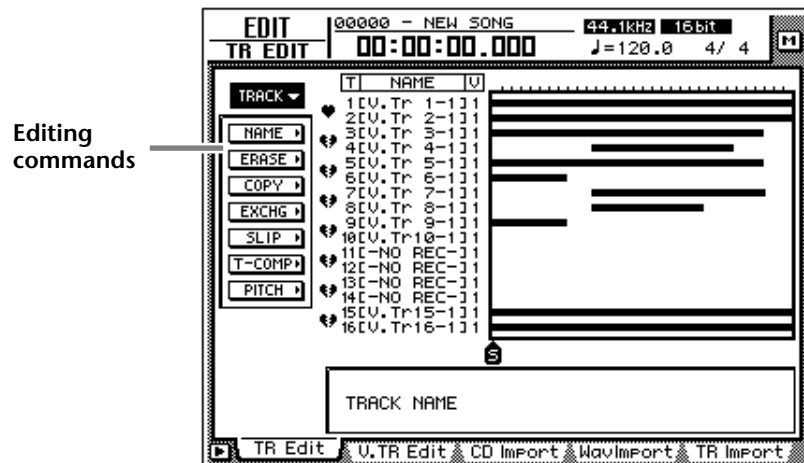 EDIT
TR EDIT
00000 - NEW SONG
00:00:00.000
44.1kHz 16bit
♩=120.0 4/ 4
M
Editing
commands
TRACK
NAME
ERASE
COPY
EXCHG
SLIP
T-COMP
PITCH
T NAME V
1[V.Tr 1-1]1
2[V.Tr 2-1]1
3[V.Tr 3-1]1
4[V.Tr 4-1]1
5[V.Tr 5-1]1
6[V.Tr 6-1]1
7[V.Tr 7-1]1
8[V.Tr 8-1]1
9[V.Tr 9-1]1
10[V.Tr10-1]1
11[-NO REC-]1
12[-NO REC-]1
13[-NO REC-]1
14[-NO REC-]1
15[V.Tr15-1]1
16[V.Tr16-1]1
S
TRACK NAME
TR Edit V.TR Edit CD Import WavImport TR Import